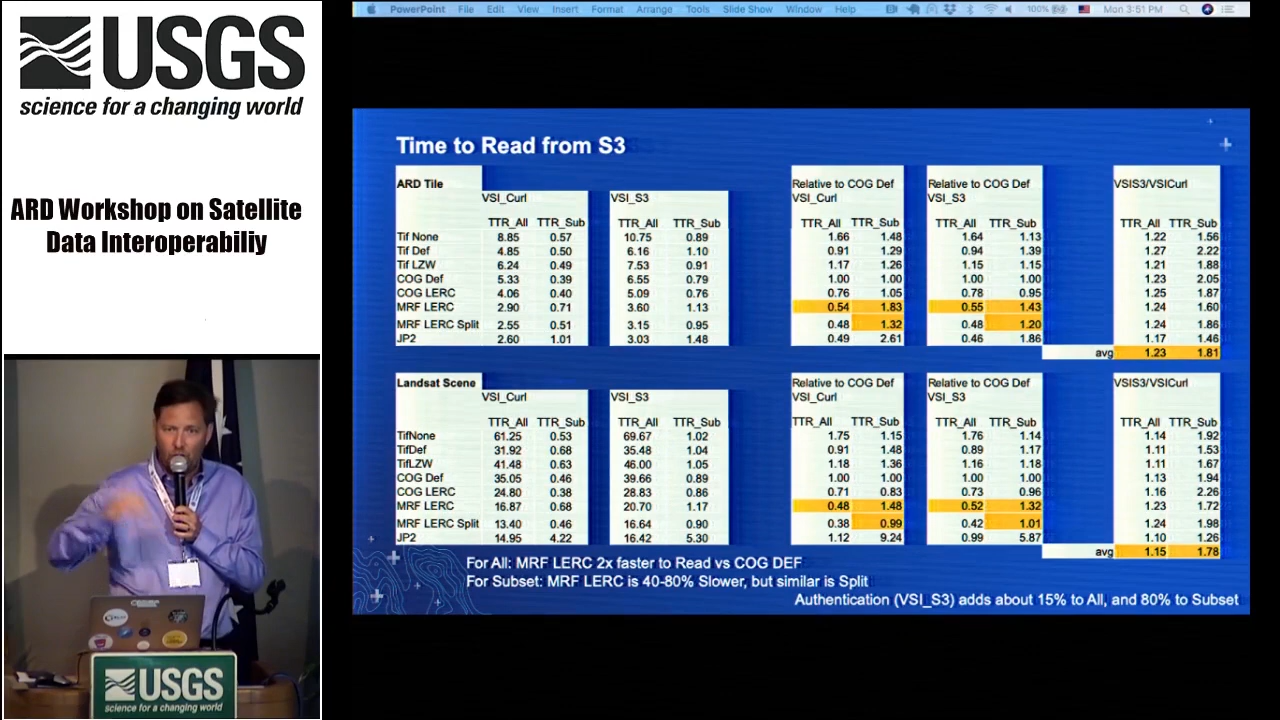 USGS
science for a changing world
ARD Workshop on Satellite
Data Interoperabiliy
USGS
science for a changing world
PowerPoint File Edit View Insert Format Arrange Tools Slide Show Window Help 100% Mon 3:51 PM
Time to Read from S3
ARD Tile Relative to COG Def Relative to COG Def VSIS3/VSICurl
VSI_Curl VSI_S3 VSI_Curl VSI_S3
TTR_All TTR_Sub TTR_All TTR_Sub TTR_All TTR_Sub TTR_All TTR_Sub TTR_All TTR_Sub
Tif None 8.85 0.57 10.75 0.89 1.66 1.48 1.64 1.13 1.22 1.56
Tif Def 4.85 0.50 6.16 1.10 0.91 1.29 0.94 1.39 1.27 2.22
Tif LZW 6.24 0.49 7.53 0.91 1.17 1.26 1.15 1.15 1.21 1.88
COG Def 5.33 0.39 6.55 0.79 1.00 1.00 1.00 1.00 1.23 2.05
COG LERC 4.06 0.40 5.09 0.76 0.76 1.05 0.78 0.95 1.25 1.87
MRF LERC 2.90 0.71 3.60 1.13 0.54 1.83 0.55 1.43 1.24 1.60
MRF LERC Split 2.55 0.51 3.15 0.95 0.48 1.32 0.48 1.20 1.24 1.86
JP2 2.60 1.01 3.03 1.48 0.49 2.61 0.46 1.86 1.17 1.46
avg 1.23 1.81
Landsat Scene Relative to COG Def Relative to COG Def VSIS3/VSICurl
VSI_Curl VSI_S3 VSI_Curl VSI_S3
TTR_All TTR_Sub TTR_All TTR_Sub TTR_All TTR_Sub TTR_All TTR_Sub TTR_All TTR_Sub
TifNone 61.25 0.53 69.67 1.02 1.75 1.15 1.76 1.14 1.14 1.92
TifDef 31.92 0.68 35.48 1.04 0.91 1.48 0.89 1.17 1.11 1.53
TifLZW 41.48 0.63 46.00 1.05 1.18 1.36 1.16 1.18 1.11 1.67
COG Def 35.05 0.46 39.66 0.89 1.00 1.00 1.00 1.00 1.13 1.94
COG LERC 24.80 0.38 28.83 0.86 0.71 0.83 0.73 0.96 1.16 2.26
MRF LERC 16.87 0.68 20.70 1.17 0.48 1.48 0.52 1.32 1.23 1.72
MRF LERC Split 13.40 0.46 16.64 0.90 0.38 0.99 0.42 1.01 1.24 1.98
JP2 14.95 4.22 16.42 5.30 1.12 9.24 0.99 5.87 1.10 1.26
avg 1.15 1.78
For All: MRF LERC 2x faster to Read vs COG DEF
For Subset: MRF LERC is 40-80% Slower, but similar is Split
Authentication (VSI_S3) adds about 15% to All, and 80% to Subset